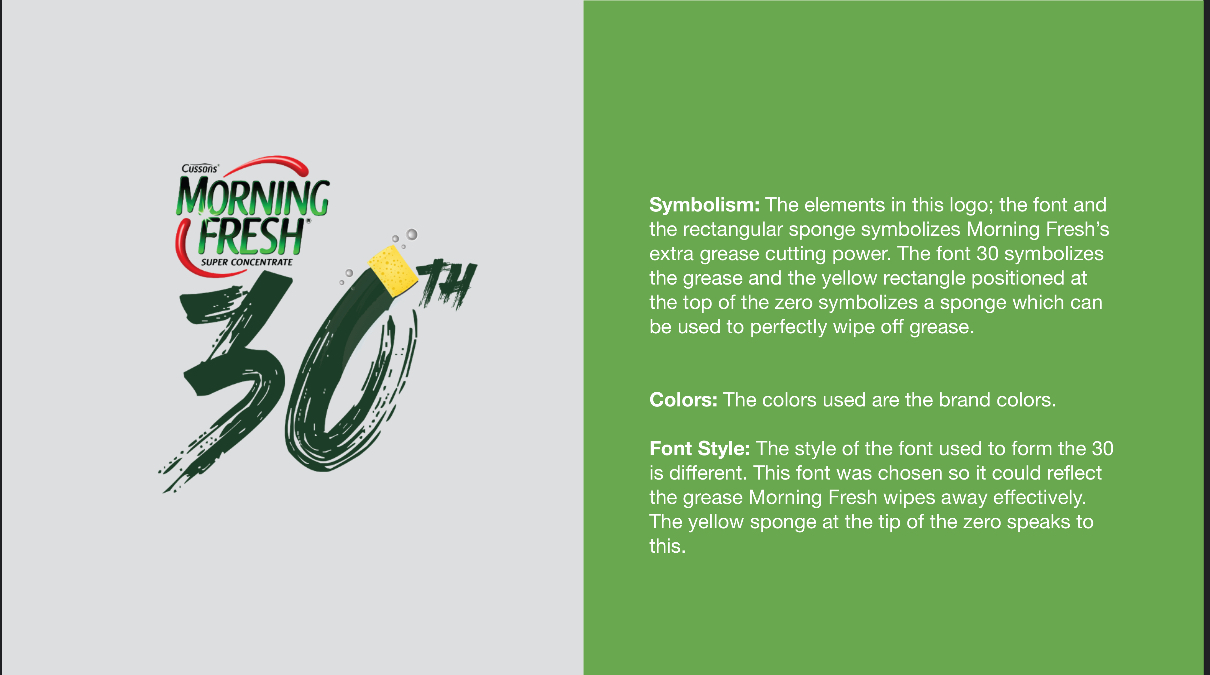 Cussons®
MORNING
FRESH®
SUPER CONCENTRATE
30TH
Symbolism: The elements in this logo; the font and
the rectangular sponge symbolizes Morning Fresh's
extra grease cutting power. The font 30 symbolizes
the grease and the yellow rectangle positioned at
the top of the zero symbolizes a sponge which can
be used to perfectly wipe off grease.
Colors: The colors used are the brand colors.
Font Style: The style of the font used to form the 30
is different. This font was chosen so it could reflect
the grease Morning Fresh wipes away effectively.
The yellow sponge at the tip of the zero speaks to
this.